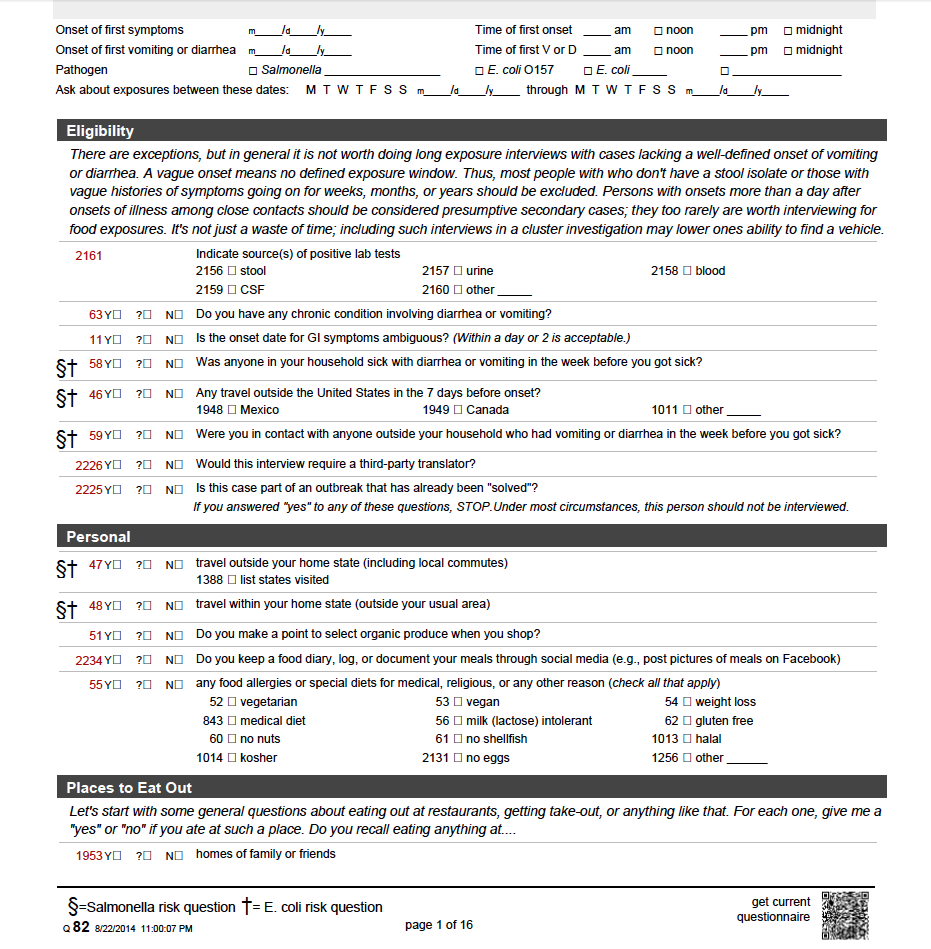 Onset of first symptoms m____/d____/y____ Time of first onset ____ am □ noon ____ pm □ midnight
Onset of first vomiting or diarrhea m____/d____/y____ Time of first V or D ____ am □ noon ____ pm □ midnight
Pathogen □ Salmonella _________________ □ E. coli O157 □ E. coli _____ □ ________________
Ask about exposures between these dates: M T W T F S S m____/d____/y____ through M T W T F S S m____/d____/y____
Eligibility
There are exceptions, but in general it is not worth doing long exposure interviews with cases lacking a well-defined onset of vomiting
or diarrhea. A vague onset means no defined exposure window. Thus, most people with who don't have a stool isolate or those with
vague histories of symptoms going on for weeks, months, or years should be excluded. Persons with onsets more than a day after
onsets of illness among close contacts should be considered presumptive secondary cases; they too rarely are worth interviewing for
food exposures. It's not just a waste of time; including such interviews in a cluster investigation may lower ones ability to find a vehicle.
2161 Indicate source(s) of positive lab tests
2156 □ stool 2157 □ urine 2158 □ blood
2159 □ CSF 2160 □ other _____
63 Y□ ?□ N□ Do you have any chronic condition involving diarrhea or vomiting?
11 Y□ ?□ N□ Is the onset date for GI symptoms ambiguous? (Within a day or 2 is acceptable.)
§† 58 Y□ ?□ N□ Was anyone in your household sick with diarrhea or vomiting in the week before you got sick?
§† 46 Y□ ?□ N□ Any travel outside the United States in the 7 days before onset?
1948 □ Mexico 1949 □ Canada 1011 □ other _____
§† 59 Y□ ?□ N□ Were you in contact with anyone outside your household who had vomiting or diarrhea in the week before you got sick?
2226 Y□ ?□ N□ Would this interview require a third-party translator?
2225 Y□ ?□ N□ Is this case part of an outbreak that has already been "solved"?
If you answered "yes" to any of these questions, STOP.Under most circumstances, this person should not be interviewed.
Personal
§† 47 Y□ ?□ N□ travel outside your home state (including local commutes)
1388 □ list states visited
§† 48 Y□ ?□ N□ travel within your home state (outside your usual area)
51 Y□ ?□ N□ Do you make a point to select organic produce when you shop?
2234 Y□ ?□ N□ Do you keep a food diary, log, or document your meals through social media (e.g., post pictures of meals on Facebook)
55 Y□ ?□ N□ any food allergies or special diets for medical, religious, or any other reason (check all that apply)
52 □ vegetarian 53 □ vegan 54 □ weight loss
843 □ medical diet 56 □ milk (lactose) intolerant 62 □ gluten free
60 □ no nuts 61 □ no shellfish 1013 □ halal
1014 □ kosher 2131 □ no eggs 1256 □ other ______
Places to Eat Out
Let's start with some general questions about eating out at restaurants, getting take-out, or anything like that. For each one, give me a
"yes" or "no" if you ate at such a place. Do you recall eating anything at....
1953 Y□ ?□ N□ homes of family or friends
§=Salmonella risk question †= E. coli risk question
Q 82 8/22/2014 11:00:07 PM page 1 of 16 get current
questionnaire